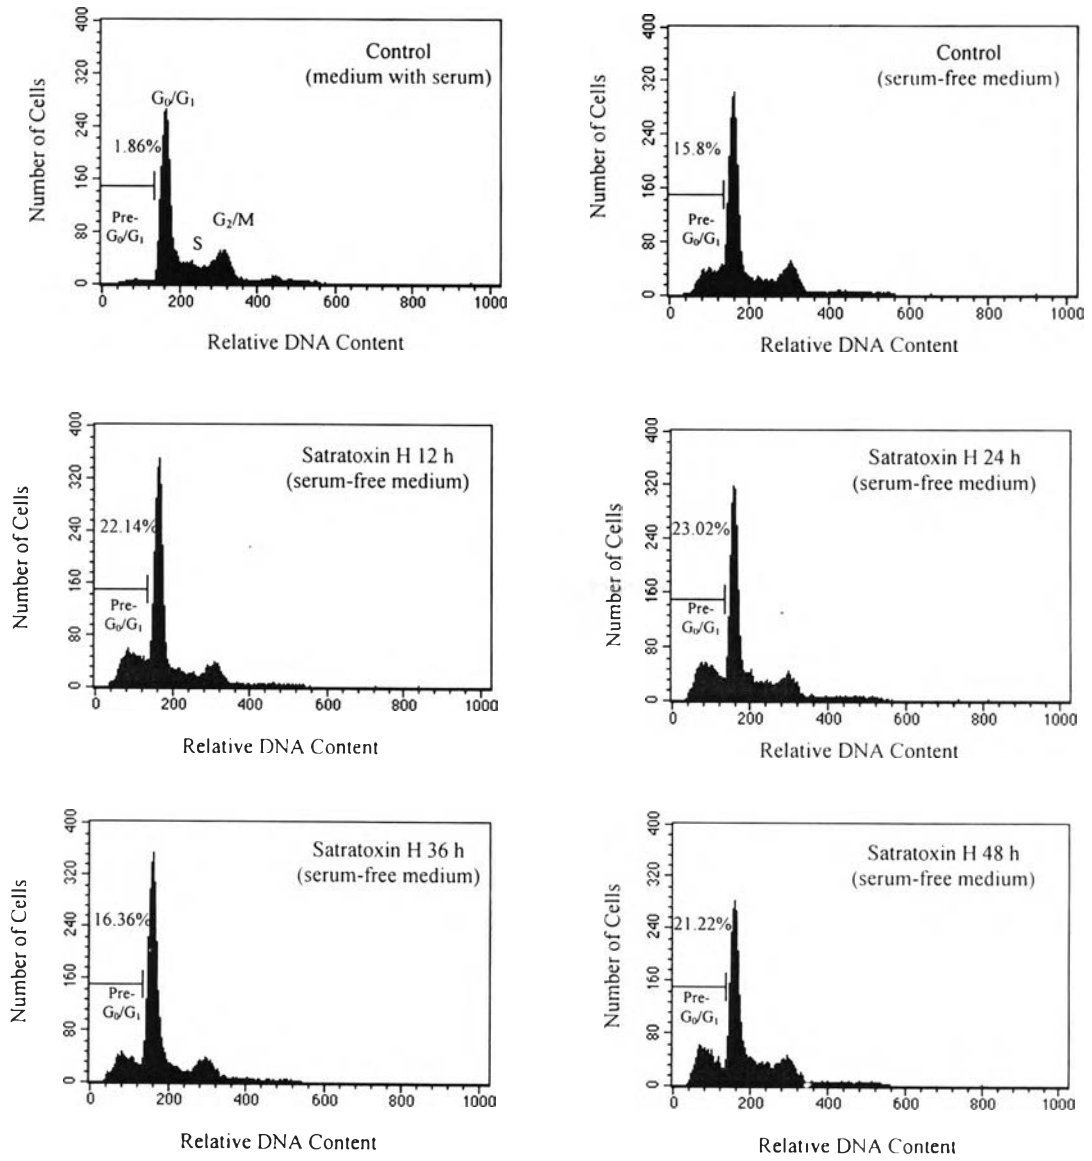 Control
(medium with serum)
Number of Cells
400
320
240
160
80
0
G₀/G₁
1.86%
Pre-
G₀/G₁
S
G₂/M
0 200 400 600 800 1000
Relative DNA Content
Control
(serum-free medium)
Number of Cells
400
320
240
160
80
0
15.8%
Pre-
G₀/G₁
0 200 400 600 800 1000
Relative DNA Content
Satratoxin H 12 h
(serum-free medium)
Number of Cells
400
320
240
160
80
0
22.14%
Pre-
G₀/G₁
0 200 400 600 800 1000
Relative DNA Content
Satratoxin H 24 h
(serum-free medium)
Number of Cells
400
320
240
160
80
0
23.02%
Pre-
G₀/G₁
0 200 400 600 800 1000
Relative DNA Content
Satratoxin H 36 h
(serum-free medium)
Number of Cells
400
320
240
160
80
0
16.36%
Pre-
G₀/G₁
0 200 400 600 800 1000
Relative DNA Content
Satratoxin H 48 h
(serum-free medium)
Number of Cells
400
320
240
160
80
0
21.22%
Pre-
G₀/G₁
0 200 400 600 800 1000
Relative DNA Content